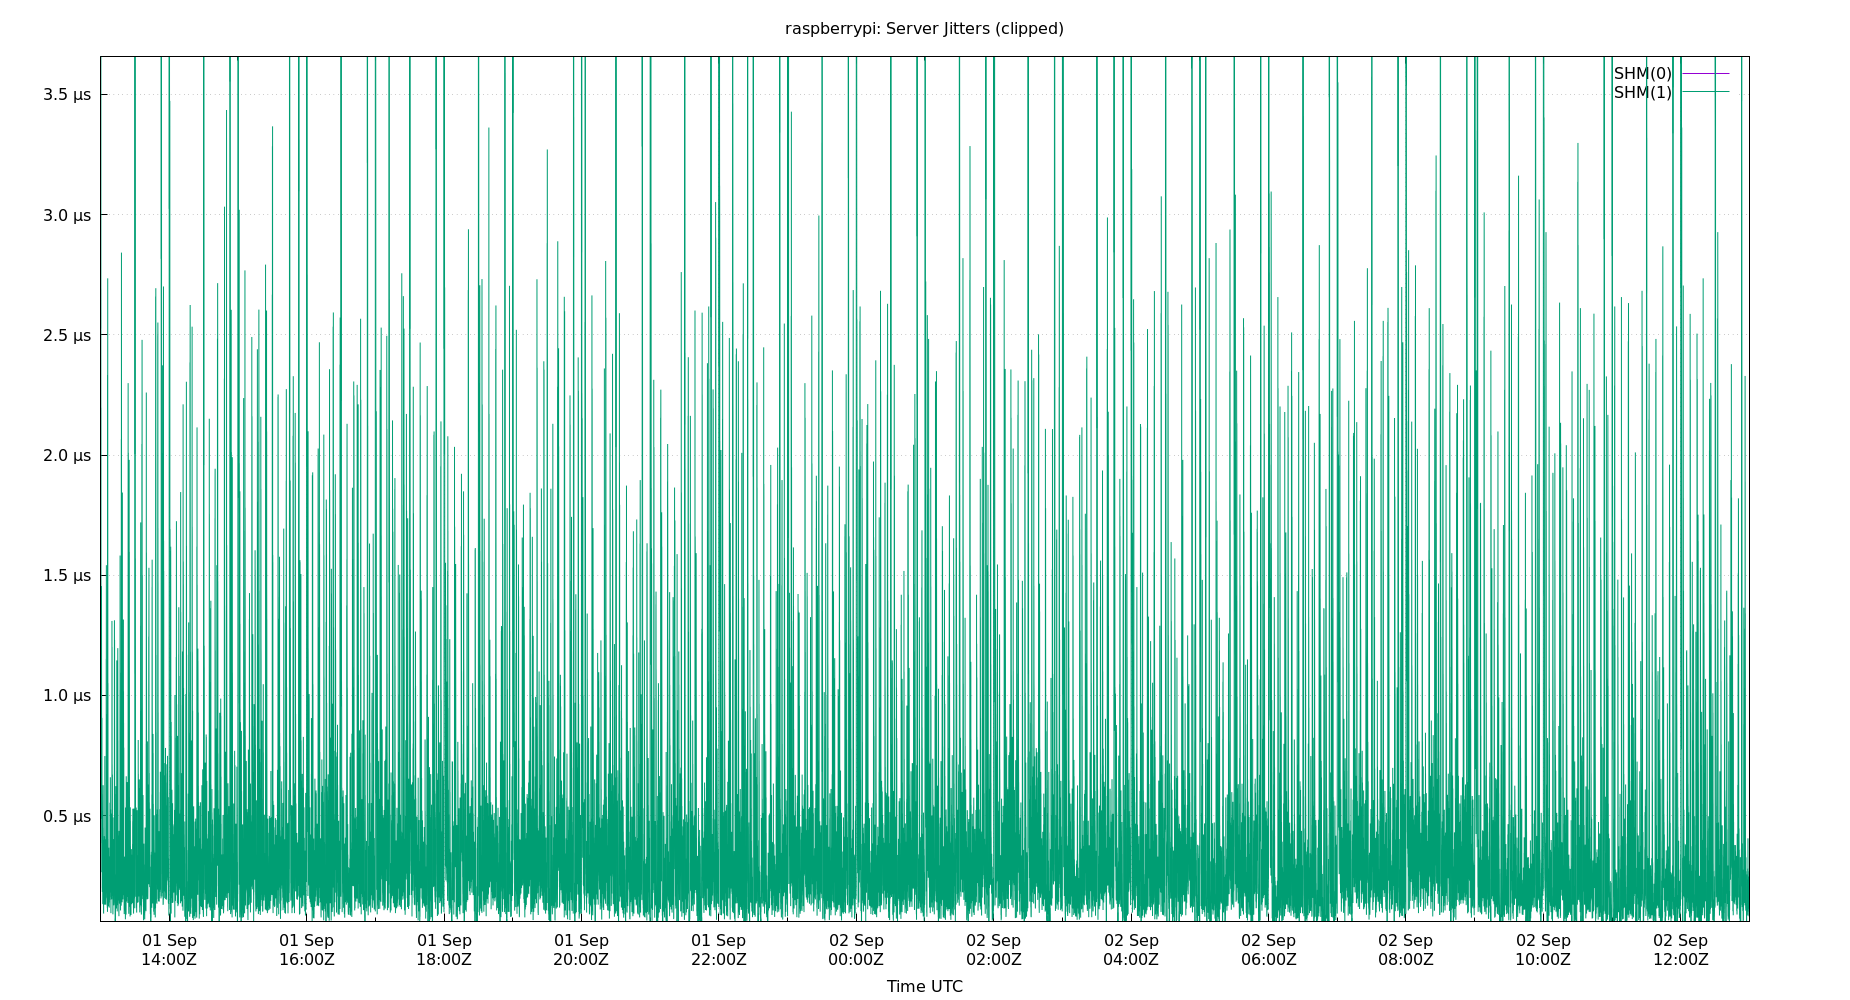 raspberrypi: Server Jitters (clipped)
SHM(0)
SHM(1)
3.5 µs
3.0 µs
2.5 µs
2.0 µs
1.5 µs
1.0 µs
0.5 µs
01 Sep 01 Sep 01 Sep 01 Sep 01 Sep 02 Sep 02 Sep 02 Sep 02 Sep 02 Sep 02 Sep 02 Sep
14:00Z 16:00Z 18:00Z 20:00Z 22:00Z 00:00Z 02:00Z 04:00Z 06:00Z 08:00Z 10:00Z 12:00Z
Time UTC